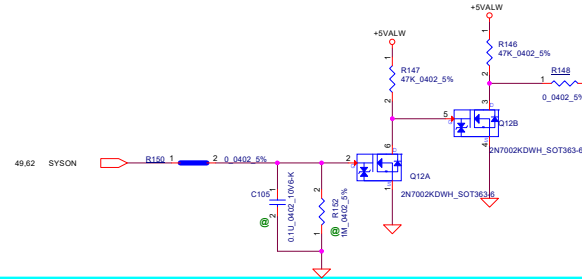 +5VALW
1
R146
47K_0402_5%
2
+5VALW
1
R147
47K_0402_5%
2
1
R148
0_0402_5%
5
3
Q12B
4
2N7002KDWH_SOT363-6
49,62
SYSON
R150
1
2
0_0402_5%
2
6
Q12A
1
2N7002KDWH_SOT363-6
C105
1
2
0.1U_0402_10V6-K
@
2
1
R152
1M_0402_5%
@